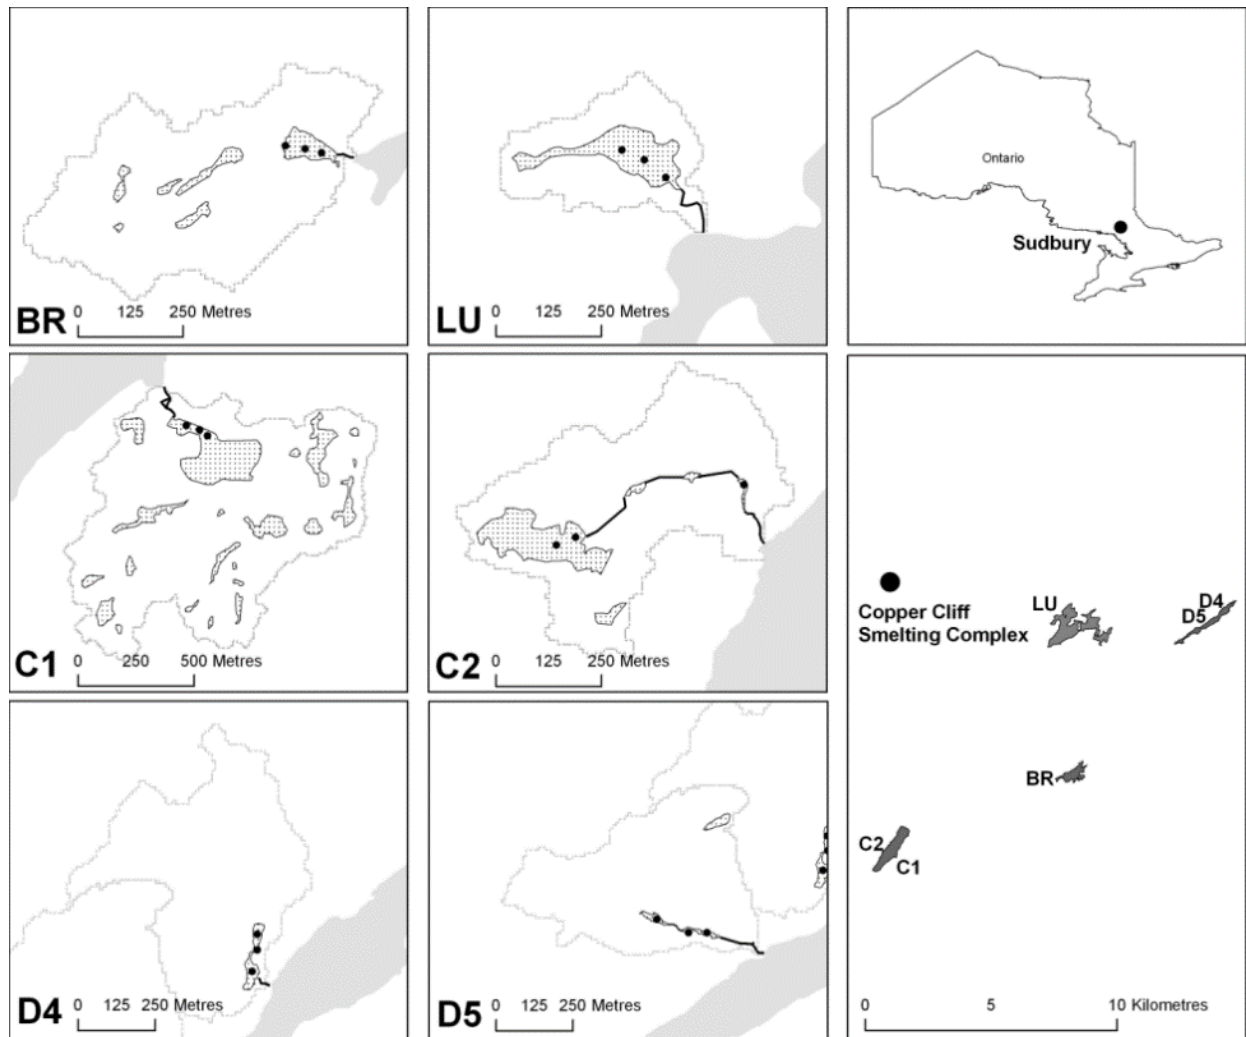 BR
0 125 250 Metres
LU
0 125 250 Metres
Ontario
Sudbury
C1
0 250 500 Metres
C2
0 125 250 Metres
D4
0 125 250 Metres
D5
0 125 250 Metres
Copper Cliff
Smelting Complex
LU
D4
D5
BR
C2
C1
0 5 10 Kilometres